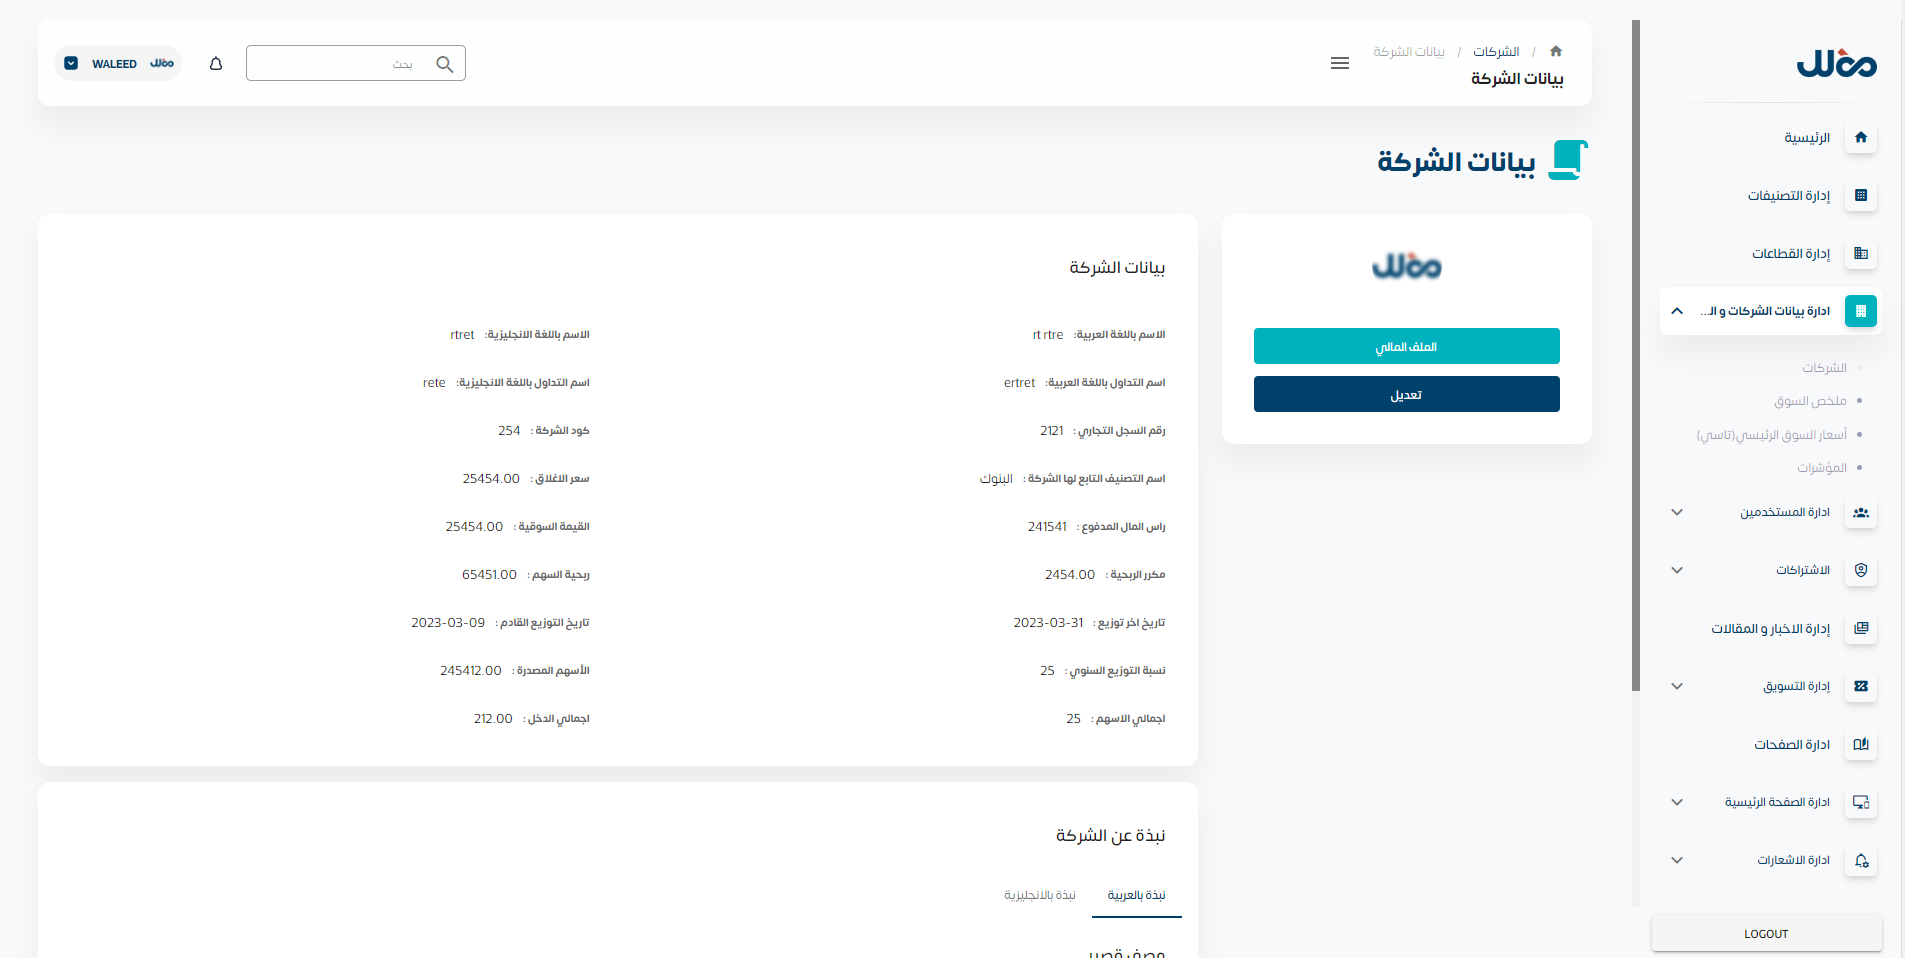 ملل
الرئيسية
إدارة التصنيفات
إدارة القطاعات
ادارة بيانات الشركات و الـ...
الشركات
ملخص السوق
أسعار السوق الرئيسي(تاسي)
المؤشرات
ادارة المستخدمين
الاشتراكات
إدارة الاخبار و المقالات
إدارة التسويق
ادارة الصفحات
ادارة الصفحة الرئيسية
ادارة الاشعارات
LOGOUT
الشركات / بيانات الشركة
بيانات الشركة
بحث
WALEED
بيانات الشركة
الملف المالي
تعديل
بيانات الشركة
الاسم باللغة العربية: rt rtre
الاسم باللغة الانجليزية: rtret
اسم التداول باللغة العربية: ertret
اسم التداول باللغة الانجليزية: rete
رقم السجل التجاري : 2121
كود الشركة : 254
اسم التصنيف التابع لها الشركة : البنوك
سعر الاغلاق : 25454.00
راس المال المدفوع : 241541
القيمة السوقية : 25454.00
مكرر الربحية : 2454.00
ربحية السهم : 65451.00
تاريخ اخر توزيع : 2023-03-31
تاريخ التوزيع القادم : 2023-03-09
نسبة التوزيع السنوي : 25
الأسهم المصدرة : 245412.00
اجمالي الاسهم : 25
اجمالي الدخل : 212.00
نبذة عن الشركة
نبذة بالعربية
نبذة بالانجليزية
وصف قصير